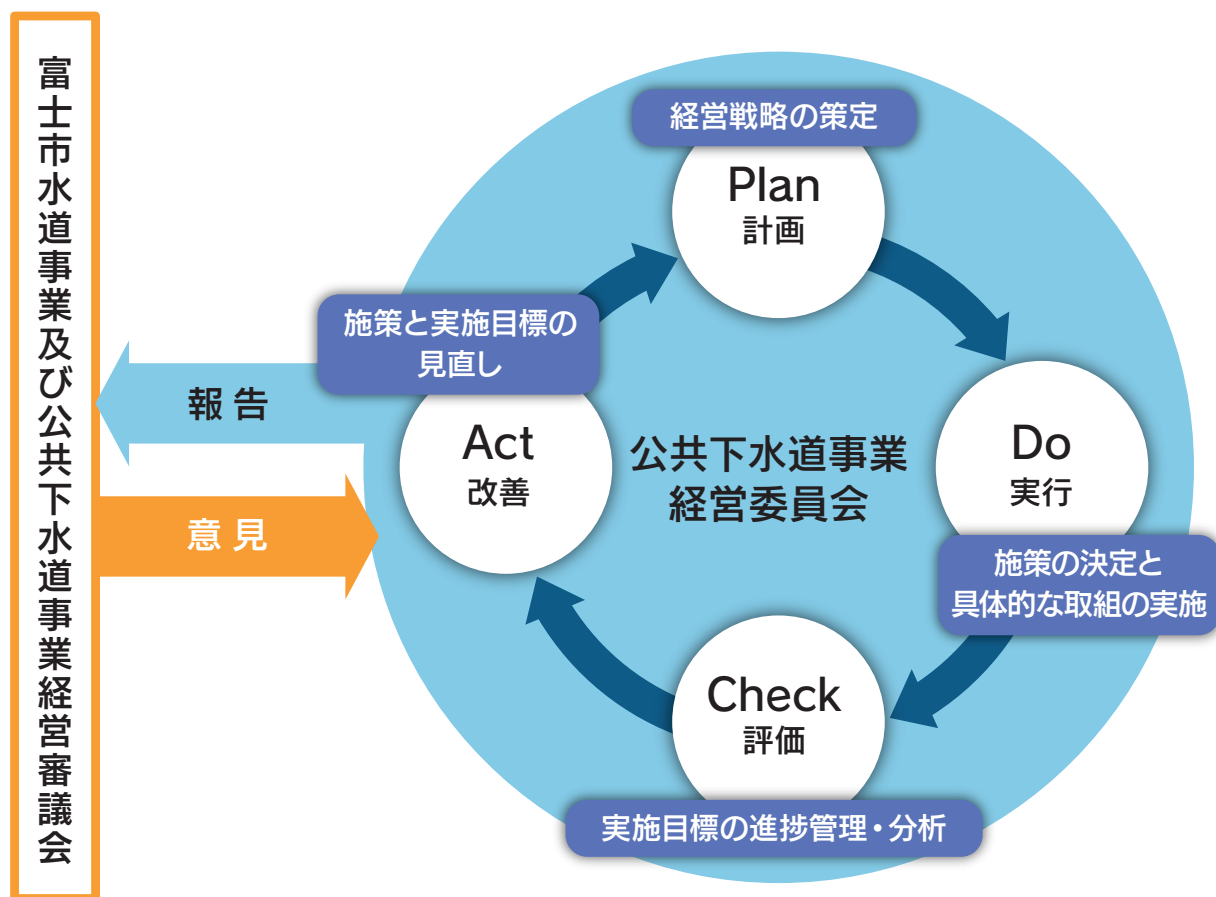 富士市水道事業及び公共下水道事業経営審議会
経営戦略の策定
Plan
計画
施策と実施目標の
見直し
報告
Act
改善
公共下水道事業
経営委員会
Do
実行
意見
施策の決定と
具体的な取組の実施
Check
評価
実施目標の進捗管理・分析